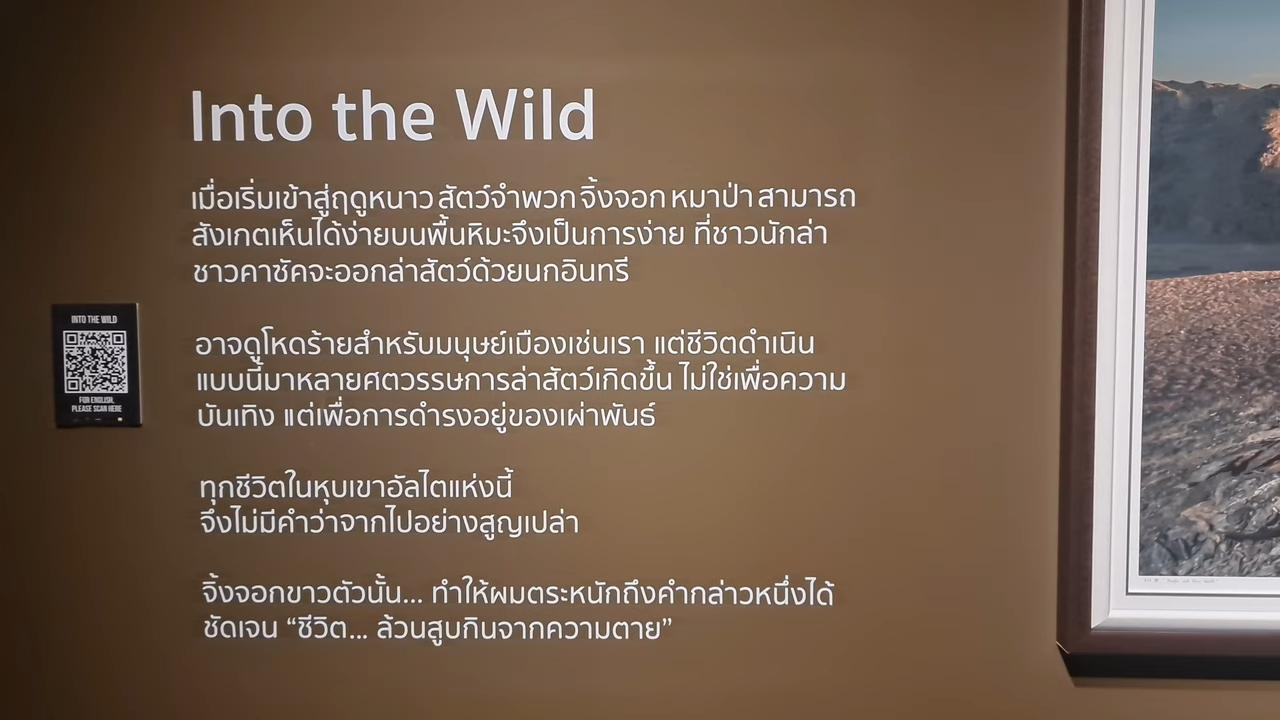 Into the Wild
เมื่อเริ่มเข้าสู่ฤดูหนาว สัตว์จำพวก จิ้งจอก หมาป่า สามารถ
สังเกตเห็นได้ง่ายบนพื้นหิมะจึงเป็นการง่าย ที่ชาวนักล่า
ชาวคาซัคจะออกล่าสัตว์ด้วยนกอินทรี
อาจดูโหดร้ายสำหรับมนุษย์เมืองเช่นเรา แต่ชีวิตดำเนิน
แบบนี้มาหลายศตวรรษการล่าสัตว์เกิดขึ้น ไม่ใช่เพื่อความ
บันเทิง แต่เพื่อการดำรงอยู่ของเผ่าพันธ์
ทุกชีวิตในหุบเขาอัลไตแห่งนี้
จึงไม่มีคำว่าจากไปอย่างสูญเปล่า
จิ้งจอกขาวตัวนั้น... ทำให้ผมตระหนักถึงคำกล่าวหนึ่งได้
ชัดเจน “ชีวิต... ล้วนสูบกินจากความตาย”
INTO THE WILD
FOR ENGLISH,
PLEASE SCAN HERE